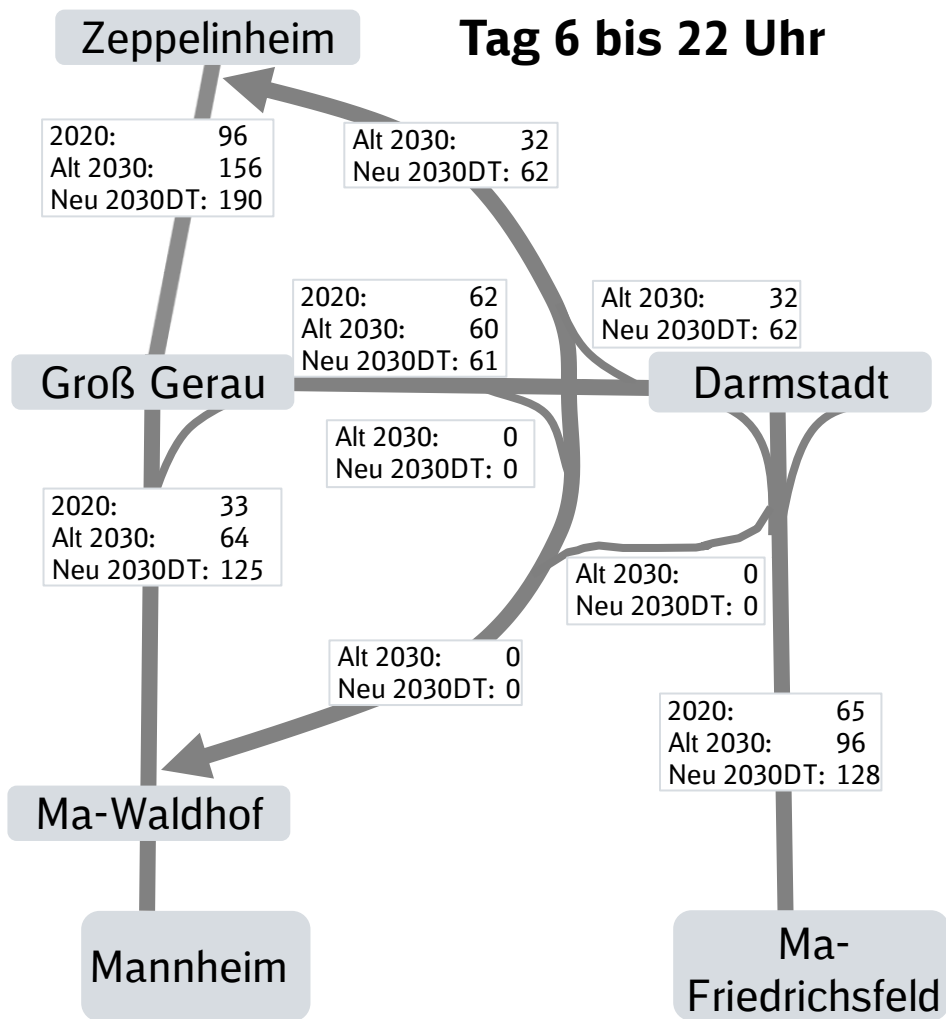 Zeppelinheim
Tag 6 bis 22 Uhr
2020: 96
Alt 2030: 156
Neu 2030DT: 190
Alt 2030: 32
Neu 2030DT: 62
2020: 62
Alt 2030: 60
Neu 2030DT: 61
Alt 2030: 32
Neu 2030DT: 62
Groß Gerau
Darmstadt
Alt 2030: 0
Neu 2030DT: 0
2020: 33
Alt 2030: 64
Neu 2030DT: 125
Alt 2030: 0
Neu 2030DT: 0
Alt 2030: 0
Neu 2030DT: 0
2020: 65
Alt 2030: 96
Neu 2030DT: 128
Ma-Waldhof
Mannheim
Ma-
Friedrichsfeld